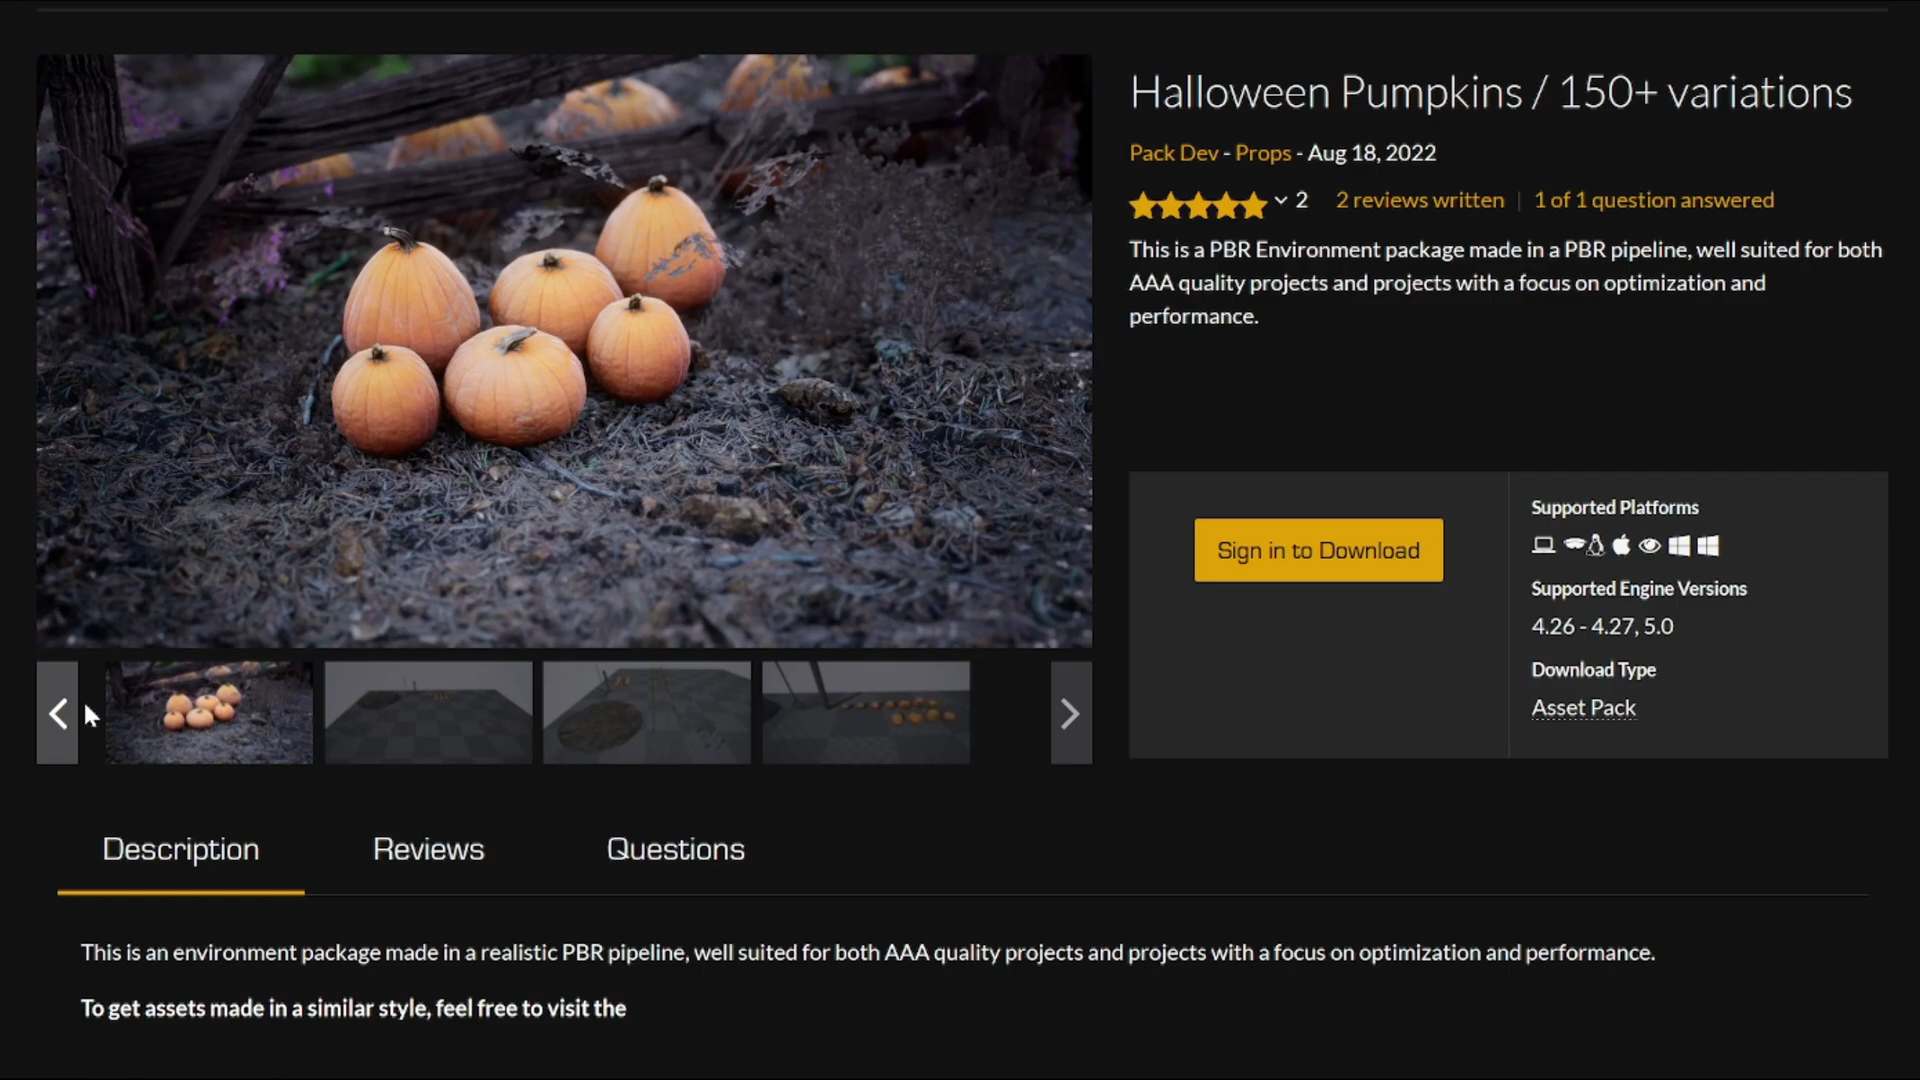 Halloween Pumpkins / 150+ variations
Pack Dev - Props - Aug 18, 2022
2 2 reviews written | 1 of 1 question answered
This is a PBR Environment package made in a PBR pipeline, well suited for both
AAA quality projects and projects with a focus on optimization and
performance.
Sign in to Download
Supported Platforms
Supported Engine Versions
4.26 - 4.27, 5.0
Download Type
Asset Pack
Description Reviews Questions
This is an environment package made in a realistic PBR pipeline, well suited for both AAA quality projects and projects with a focus on optimization and performance.
To get assets made in a similar style, feel free to visit the